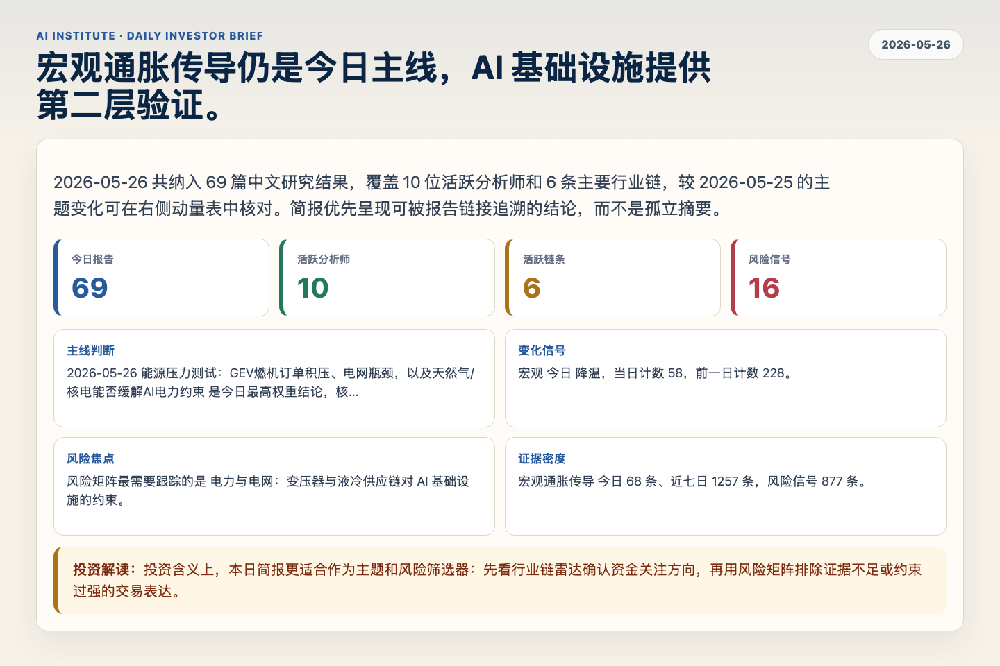 AI INSTITUTE · DAILY INVESTOR BRIEF
2026-05-26
宏观通胀传导仍是今日主线，AI 基础设施提供
第二层验证。
2026-05-26 共纳入 69 篇中文研究结果，覆盖 10 位活跃分析师和 6 条主要行业链，较 2026-05-25 的主
题变化可在右侧动量表中核对。简报优先呈现可被报告链接追溯的结论，而不是孤立摘要。
今日报告
69
活跃分析师
10
活跃链条
6
风险信号
16
主线判断
2026-05-26 能源压力测试：GEV燃机订单积压、电网瓶颈，以及天然气/
核电能否缓解AI电力约束 是今日最高权重结论，核...
变化信号
宏观 今日 降温，当日计数 58，前一日计数 228。
风险焦点
风险矩阵最需要跟踪的是 电力与电网：变压器与液冷供应链对 AI 基础设
施的约束。
证据密度
宏观通胀传导 今日 68 条、近七日 1257 条，风险信号 877 条。
投资解读：投资含义上，本日简报更适合作为主题和风险筛选器：先看行业链雷达确认资金关注方向，再用风险矩阵排除证据不足或约束
过强的交易表达。